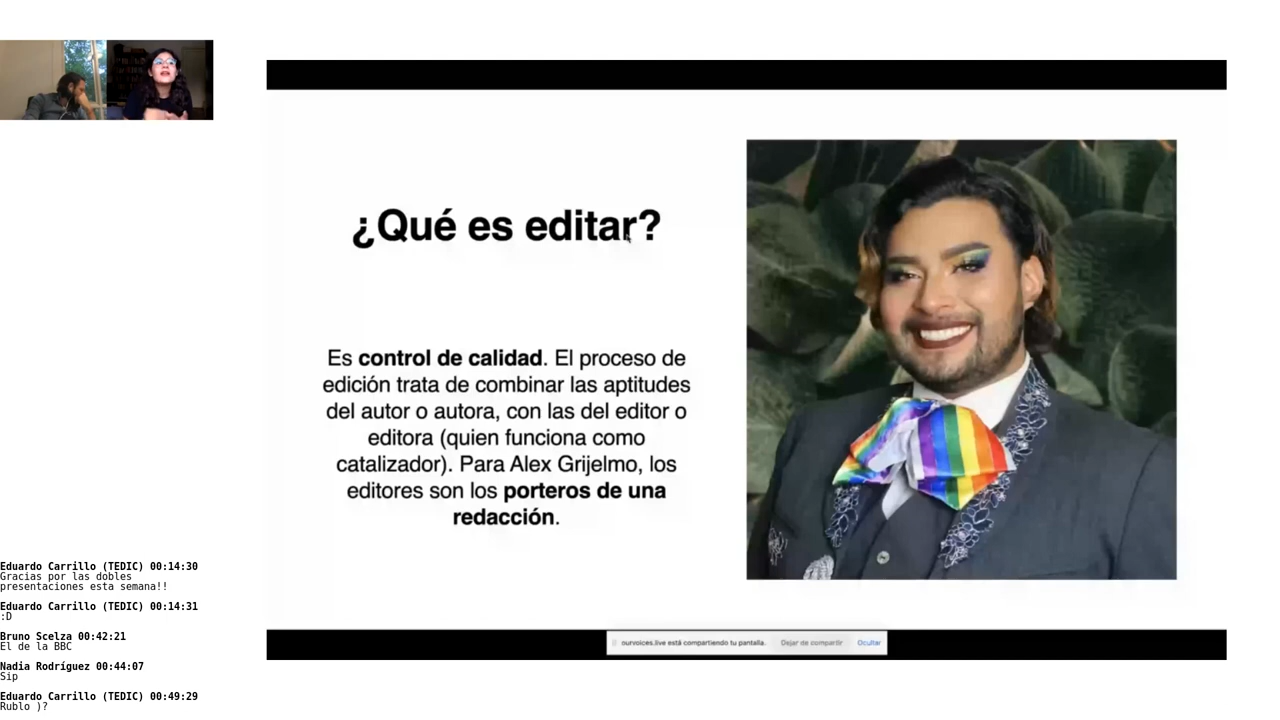 ¿Qué es editar?
Es control de calidad. El proceso de
edición trata de combinar las aptitudes
del autor o autora, con las del editor o
editora (quien funciona como
catalizador). Para Alex Grijelmo, los
editores son los porteros de una
redacción.
ourvoices.live está compartiendo tu pantalla. Dejar de compartir Ocultar
Eduardo Carrillo (TEDIC) 00:14:30
Gracias por las dobles
presentaciones esta semana!!
Eduardo Carrillo (TEDIC) 00:14:31
:D
Bruno Scelza 00:42:21
El de la BBC
Nadia Rodríguez 00:44:07
Sip
Eduardo Carrillo (TEDIC) 00:49:29
Rublo )?